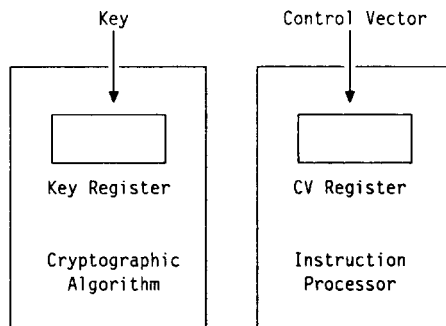 Key
Control Vector
Key Register
CV Register
Cryptographic
Algorithm
Instruction
Processor